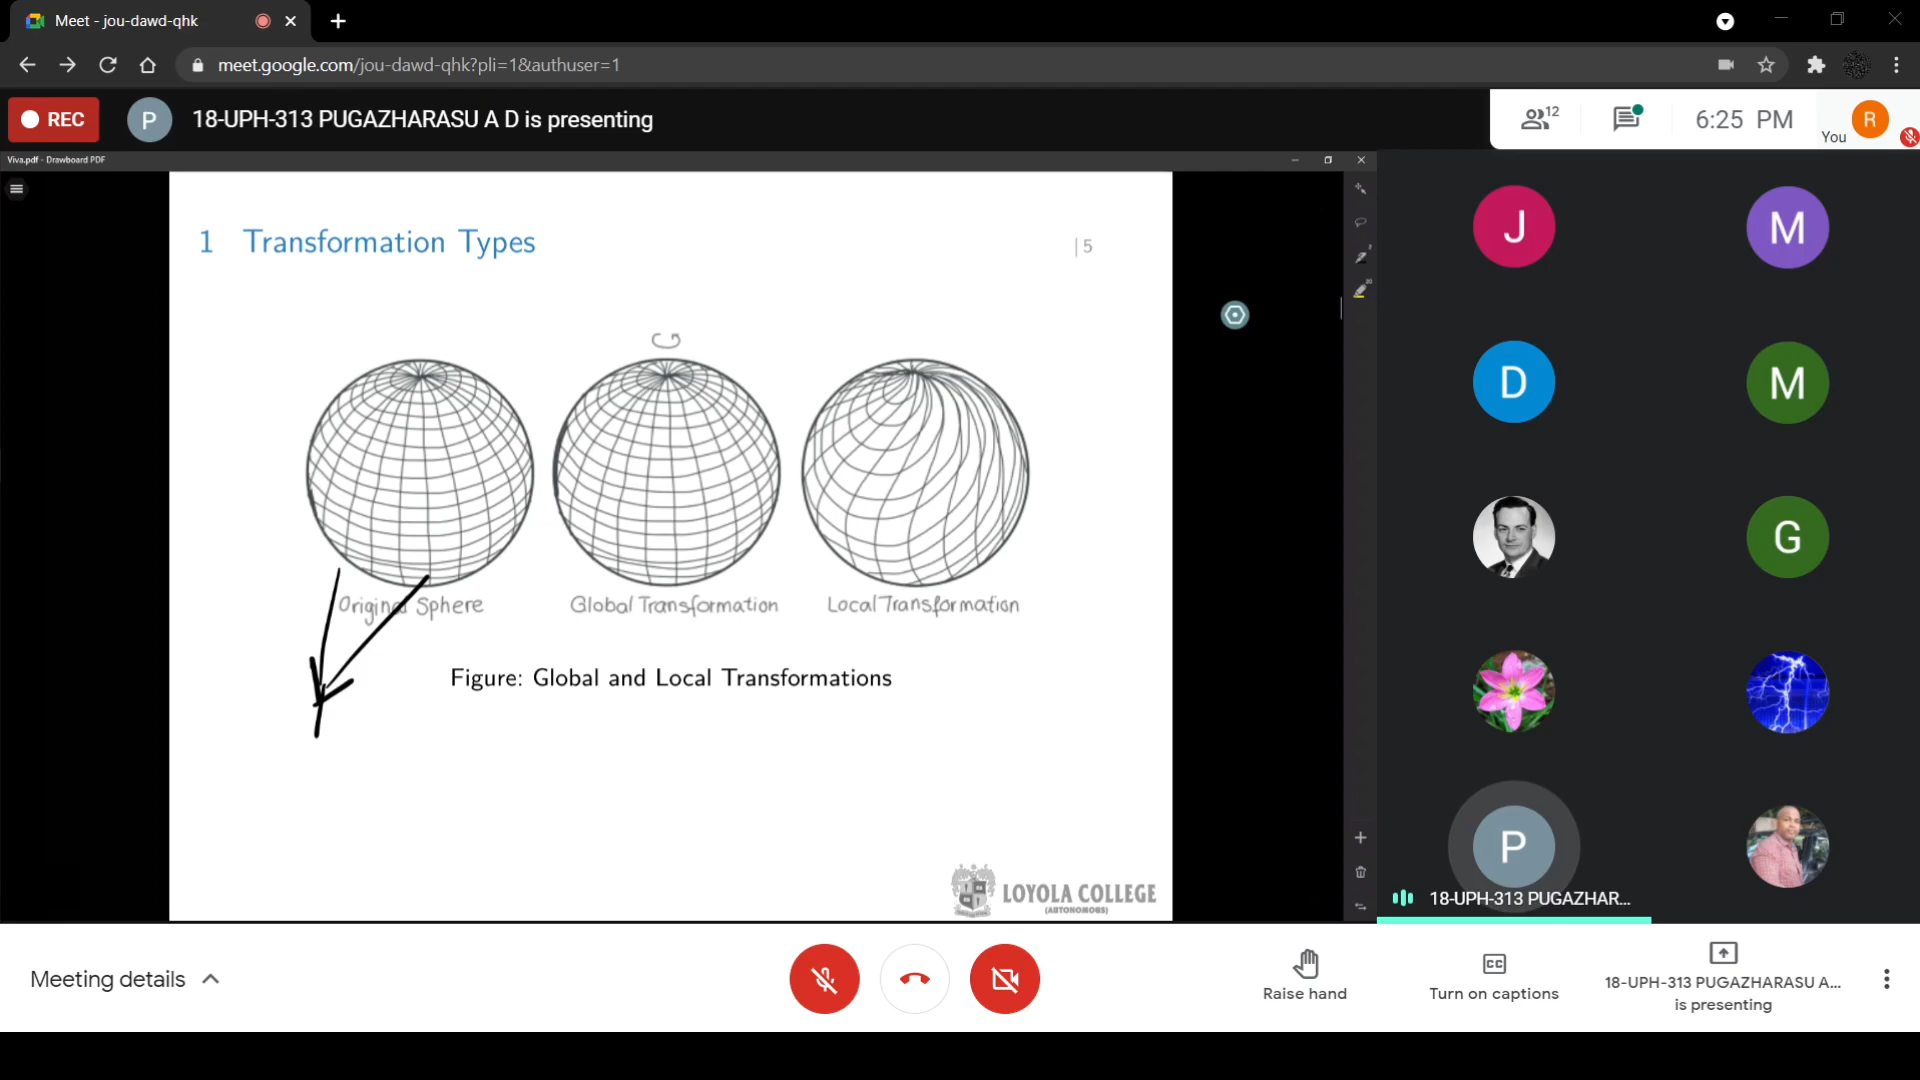 Meet - jou-dawd-qhk
meet.google.com/jou-dawd-qhk?pli=1&authuser=1
REC
P
18-UPH-313 PUGAZHARASU A D is presenting
12
6:25 PM
You
R
Viva.pdf - Drawboard PDF
1 Transformation Types
| 5
G
Original Sphere
Global Transformation
Local Transformation
Figure: Global and Local Transformations
LOYOLA COLLEGE
(AUTONOMOUS)
J
M
D
M
G
P
18-UPH-313 PUGAZHAR...
Meeting details
Raise hand
CC
Turn on captions
18-UPH-313 PUGAZHARASU A...
is presenting